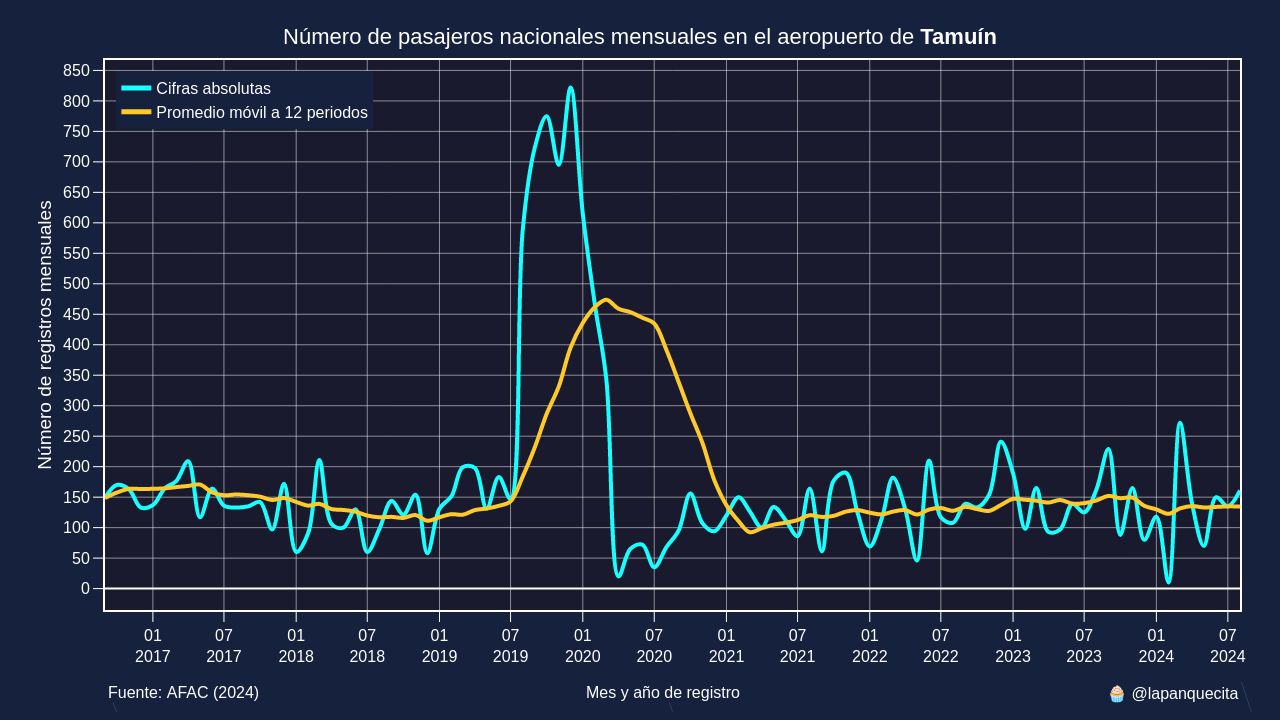 Número de pasajeros nacionales mensuales en el aeropuerto de Tamuín
Cifras absolutas
Promedio móvil a 12 periodos
Número de registros mensuales
850
800
750
700
650
600
550
500
450
400
350
300
250
200
150
100
50
0
01 07 01 07 01 07 01 07 01 07 01 07 01 07 01 07
2017 2017 2018 2018 2019 2019 2020 2020 2021 2021 2022 2022 2023 2023 2024 2024
Fuente: AFAC (2024) Mes y año de registro 🧁 @lapanquecita